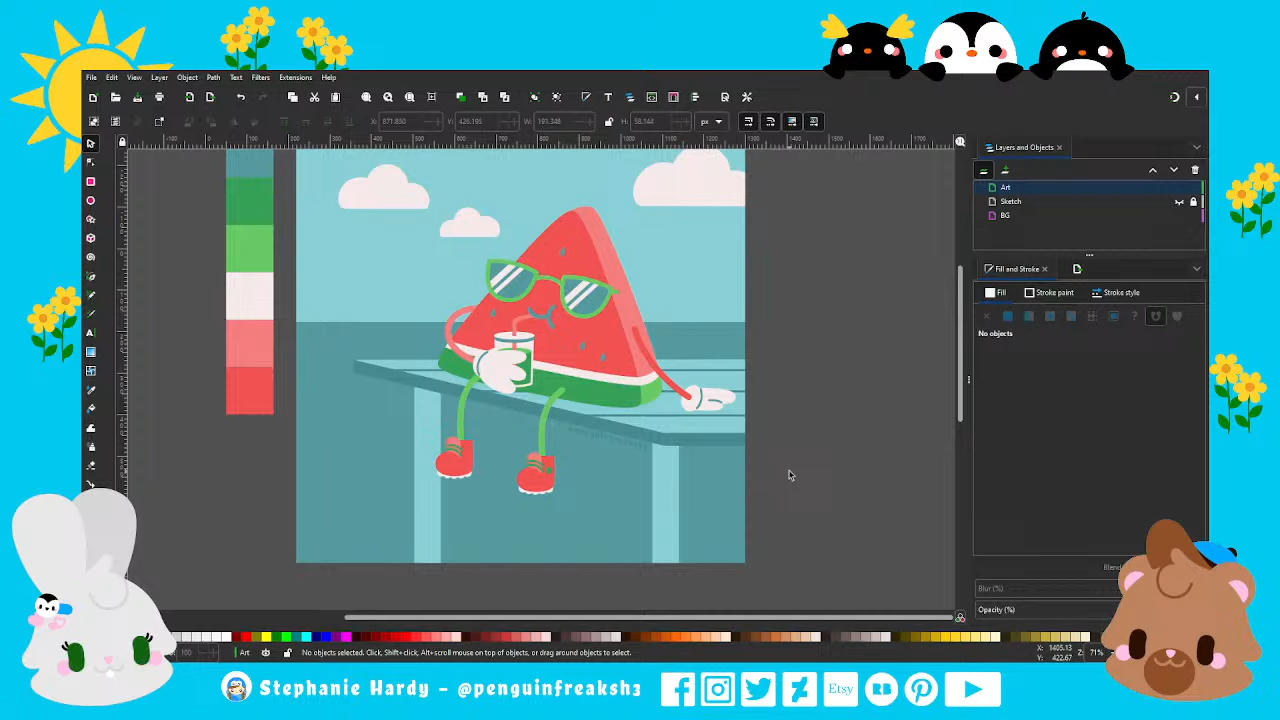 File Edit View Layer Object Path Text Filters Extensions Help
X: 871.830 Y: 426.195 W: 191.348 H: 58.144 px
Layers and Objects
Art
Sketch
BG
Fill and Stroke
Fill Stroke paint Stroke style
No objects
Blur (%)
Opacity (%)
100 Art No objects selected. Click, Shift+click, Alt+scroll mouse on top of objects, or drag around objects to select. X: 1405.13 Z: 71%
Y: 422.67
Stephanie Hardy - @penguinfreaksh3 Etsy RB